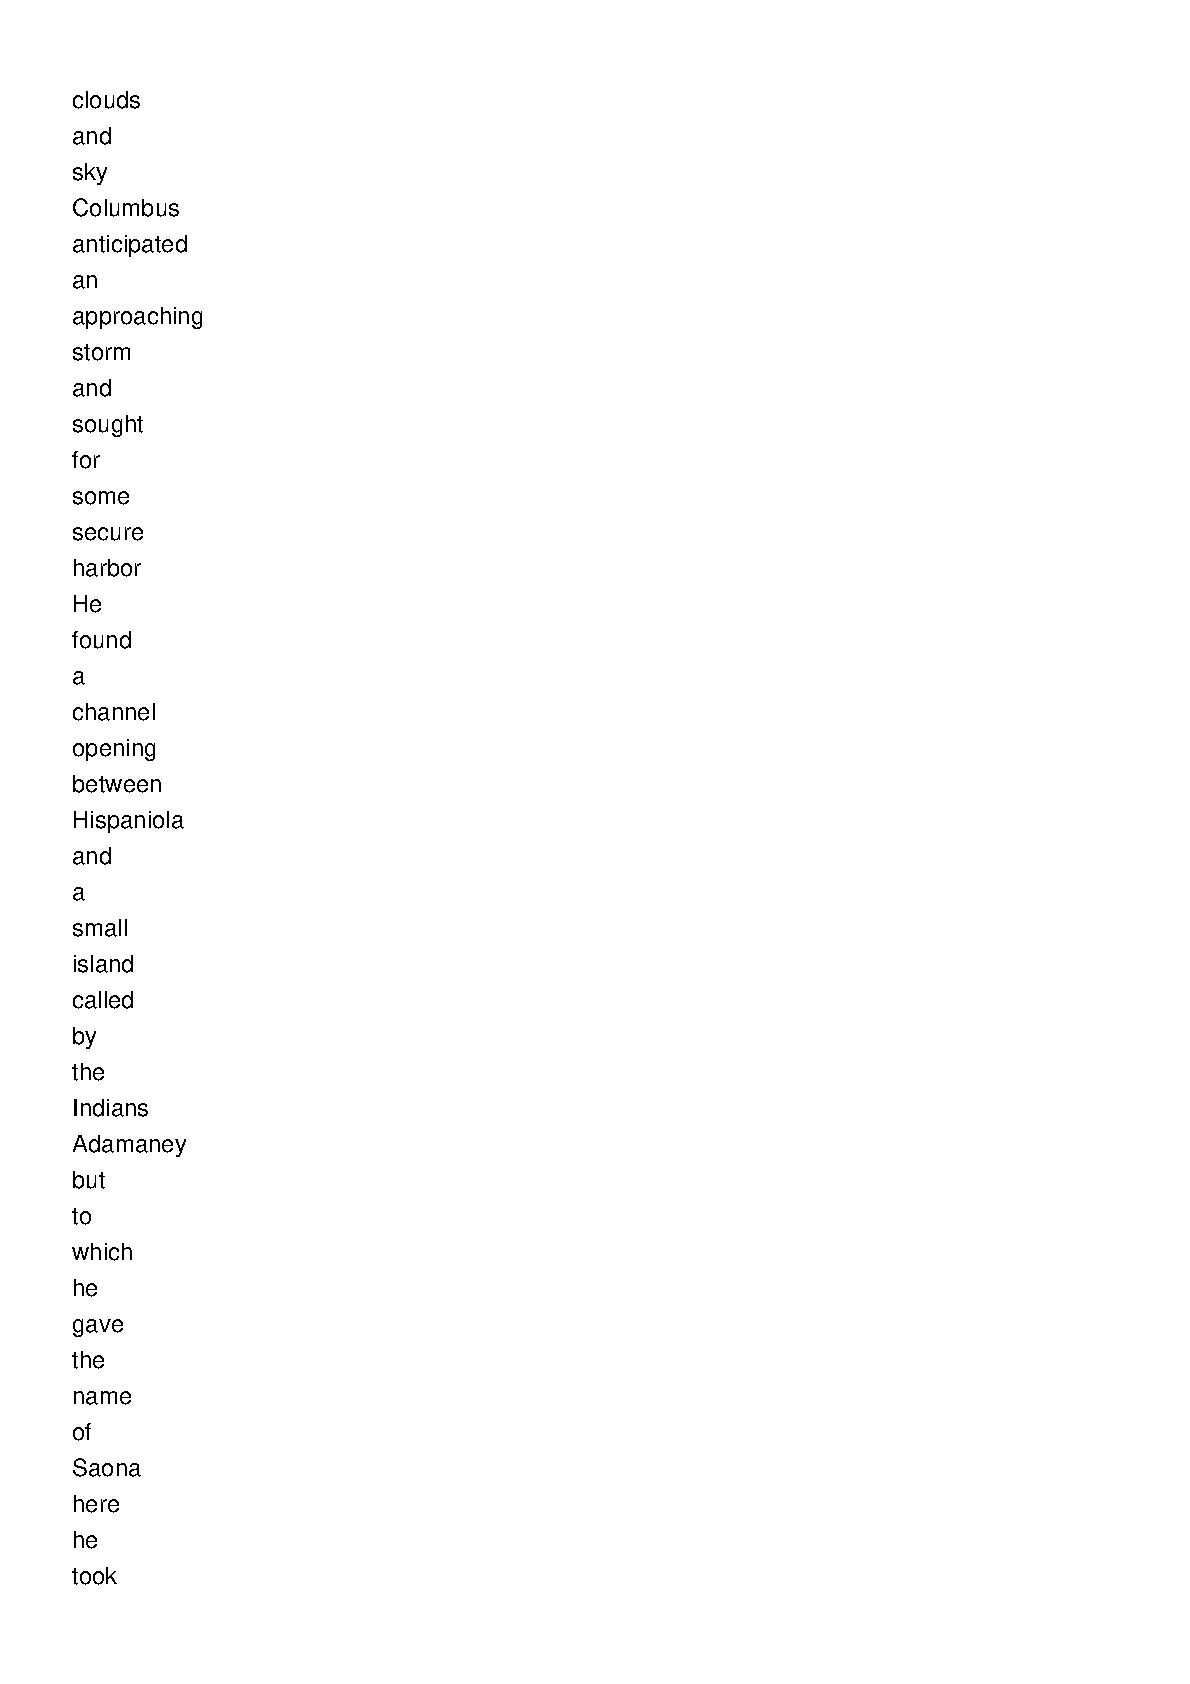 clouds
and
sky
Columbus
anticipated
an
approaching
storm
and
sought
for
some
secure
harbor
He
found
a
channel
opening
between
Hispaniola
and
a
small
island
called
by
the
Indians
Adamaney
but
to
which
he
gave
the
name
of
Saona
here
he
took